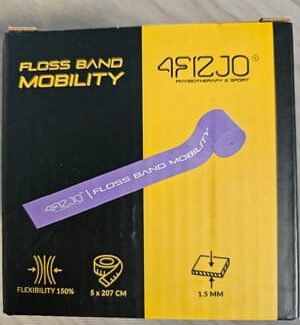 FLOSS BAND
MOBILITY
4FIZJO®
PHYSIOTHERAPY & SPORT
4FIZJO® | FLOSS BAND MOBILITY
FLEXIBILITY 150%
5 x 207 CM
1.5 MM